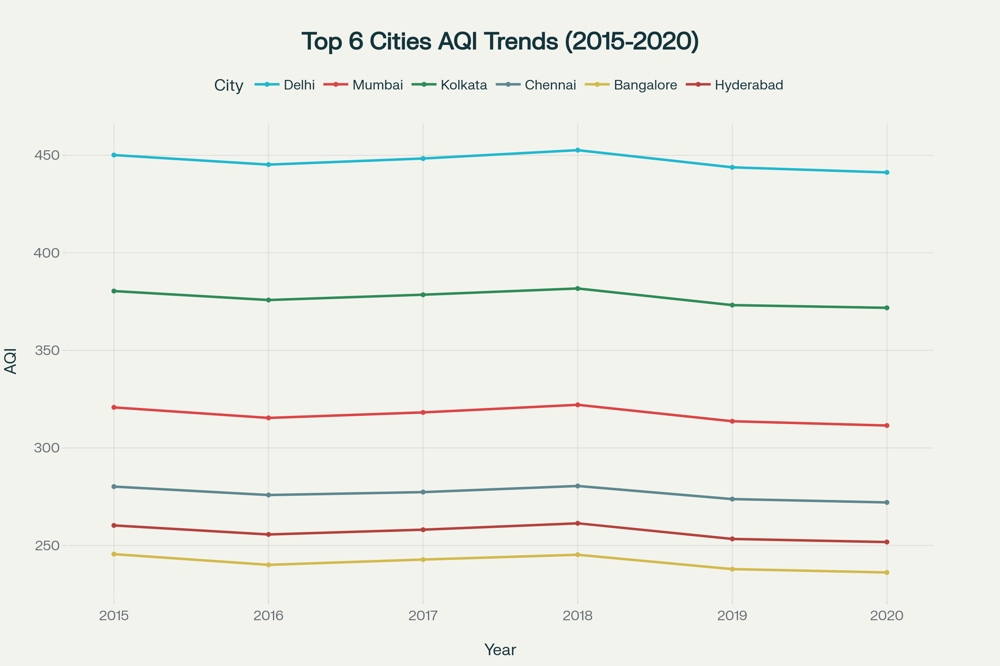 Top 6 Cities AQI Trends (2015-2020)
City Delhi Mumbai Kolkata Chennai Bangalore Hyderabad
450
400
350
300
250
AQI
2015 2016 2017 2018 2019 2020
Year